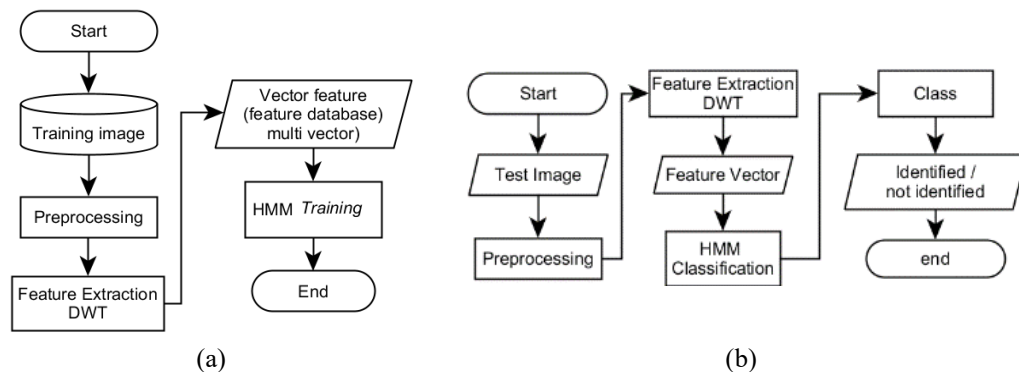 Start
Training image
Preprocessing
Feature Extraction
DWT
Vector feature
(feature database)
multi vector)
HMM Training
End
(a)
Start
Test Image
Preprocessing
Feature Extraction
DWT
Feature Vector
HMM
Classification
Class
Identified /
not identified
end
(b)